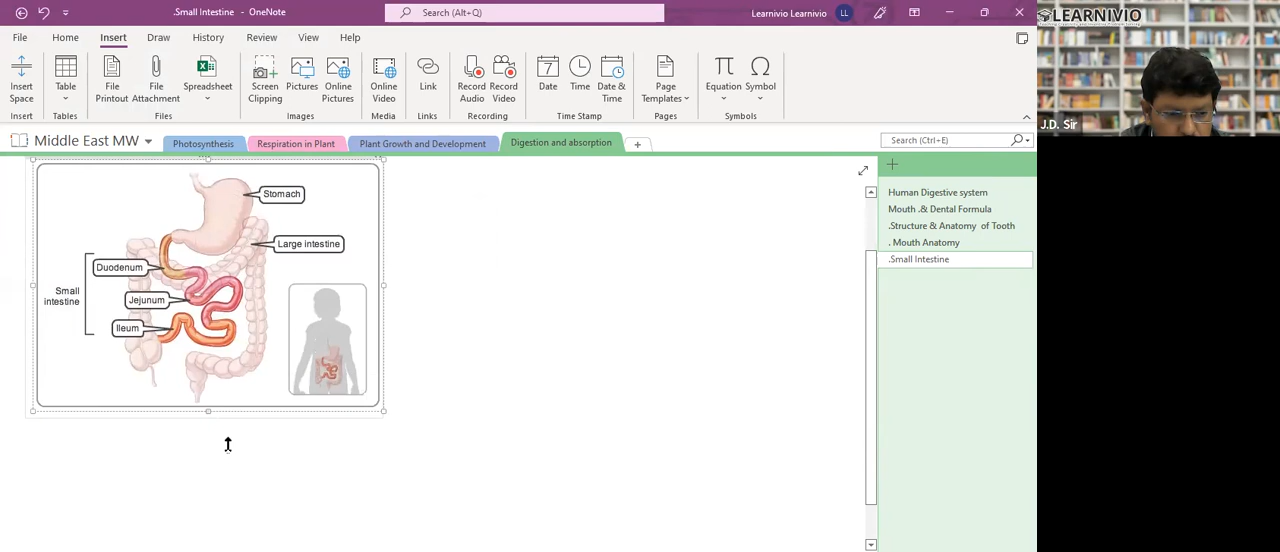 .Small Intestine - OneNote
Search (Alt+Q)
Learnivio Learnivio
LL
File
Home
Insert
Draw
History
Review
View
Help
Insert Space
Table
File Printout
File Attachment
Spreadsheet
Screen Clipping
Pictures
Online Pictures
Online Video
Link
Record Audio
Record Video
Date
Time
Date & Time
Page Templates
Equation
Symbol
Insert
Tables
Files
Images
Media
Links
Recording
Time Stamp
Pages
Symbols
Middle East MW
Photosynthesis
Respiration in Plant
Plant Growth and Development
Digestion and absorption
Search (Ctrl+E)
Human Digestive system
Mouth .& Dental Formula
.Structure & Anatomy of Tooth
. Mouth Anatomy
.Small Intestine
Stomach
Large intestine
Duodenum
Small
intestine
Jejunum
Ileum
LEARNIVIO
J.D. Sir